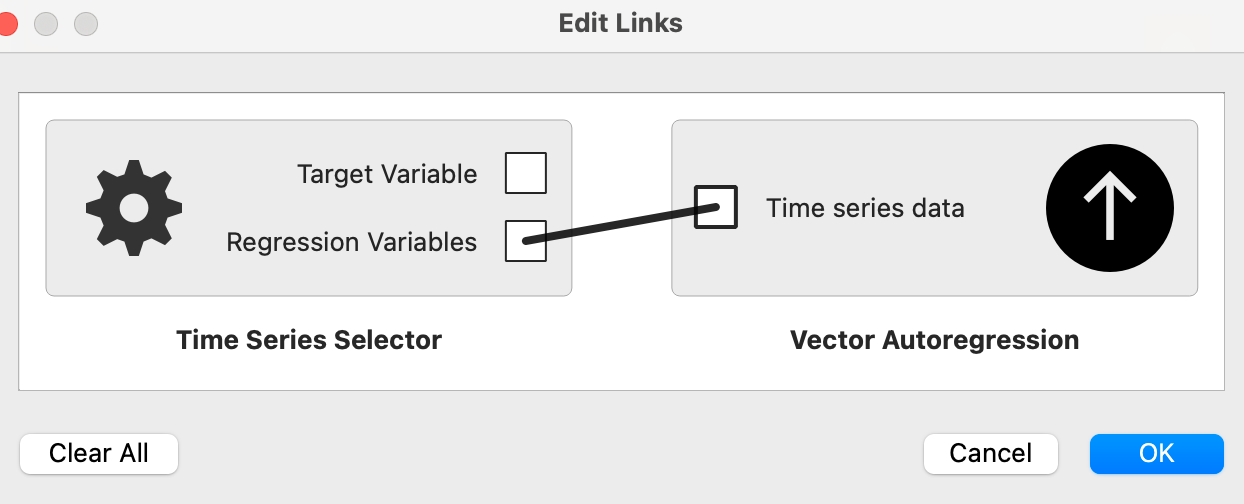 Edit Links
Target Variable
Regression Variables
Time series data
Time Series Selector
Vector Autoregression
Clear All
Cancel
OK